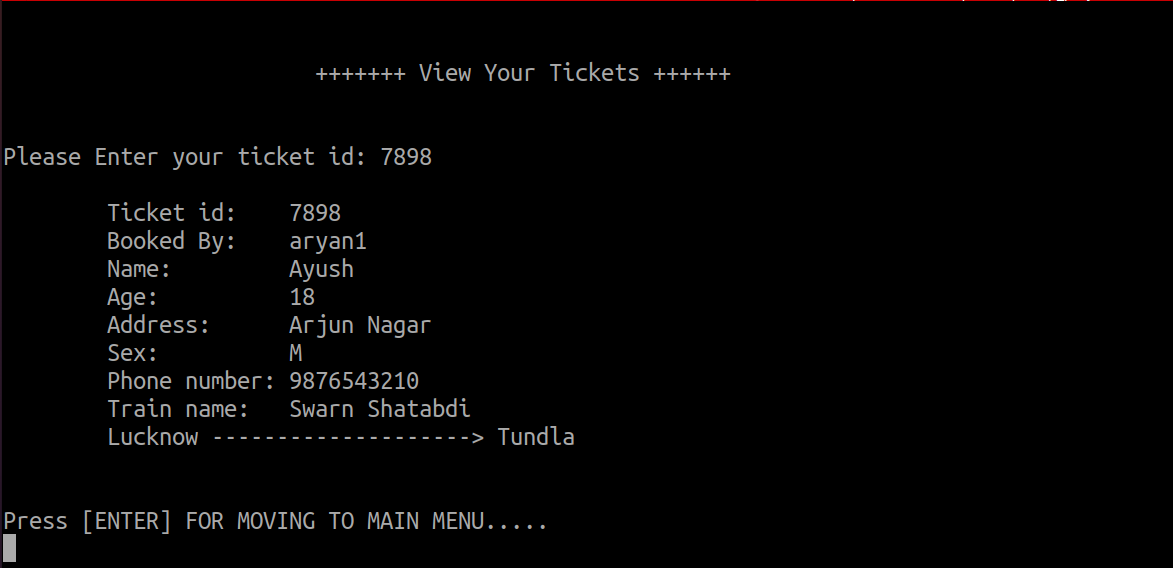 +++++++ View Your Tickets ++++++
Please Enter your ticket id: 7898
Ticket id: 7898
Booked By: aryan1
Name: Ayush
Age: 18
Address: Arjun Nagar
Sex: M
Phone number: 9876543210
Train name: Swarn Shatabdi
Lucknow --------------------> Tundla
Press [ENTER] FOR MOVING TO MAIN MENU.....